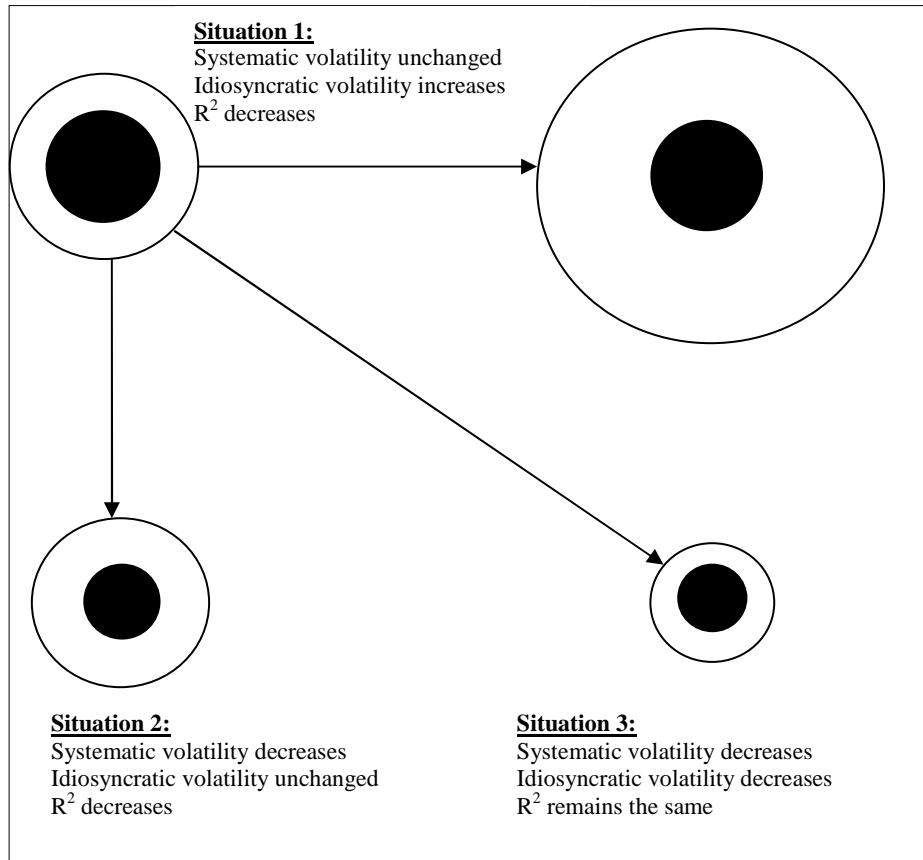 Situation 1:
Systematic volatility unchanged
Idiosyncratic volatility increases
R² decreases
Situation 2:
Systematic volatility decreases
Idiosyncratic volatility unchanged
R² decreases
Situation 3:
Systematic volatility decreases
Idiosyncratic volatility decreases
R² remains the same